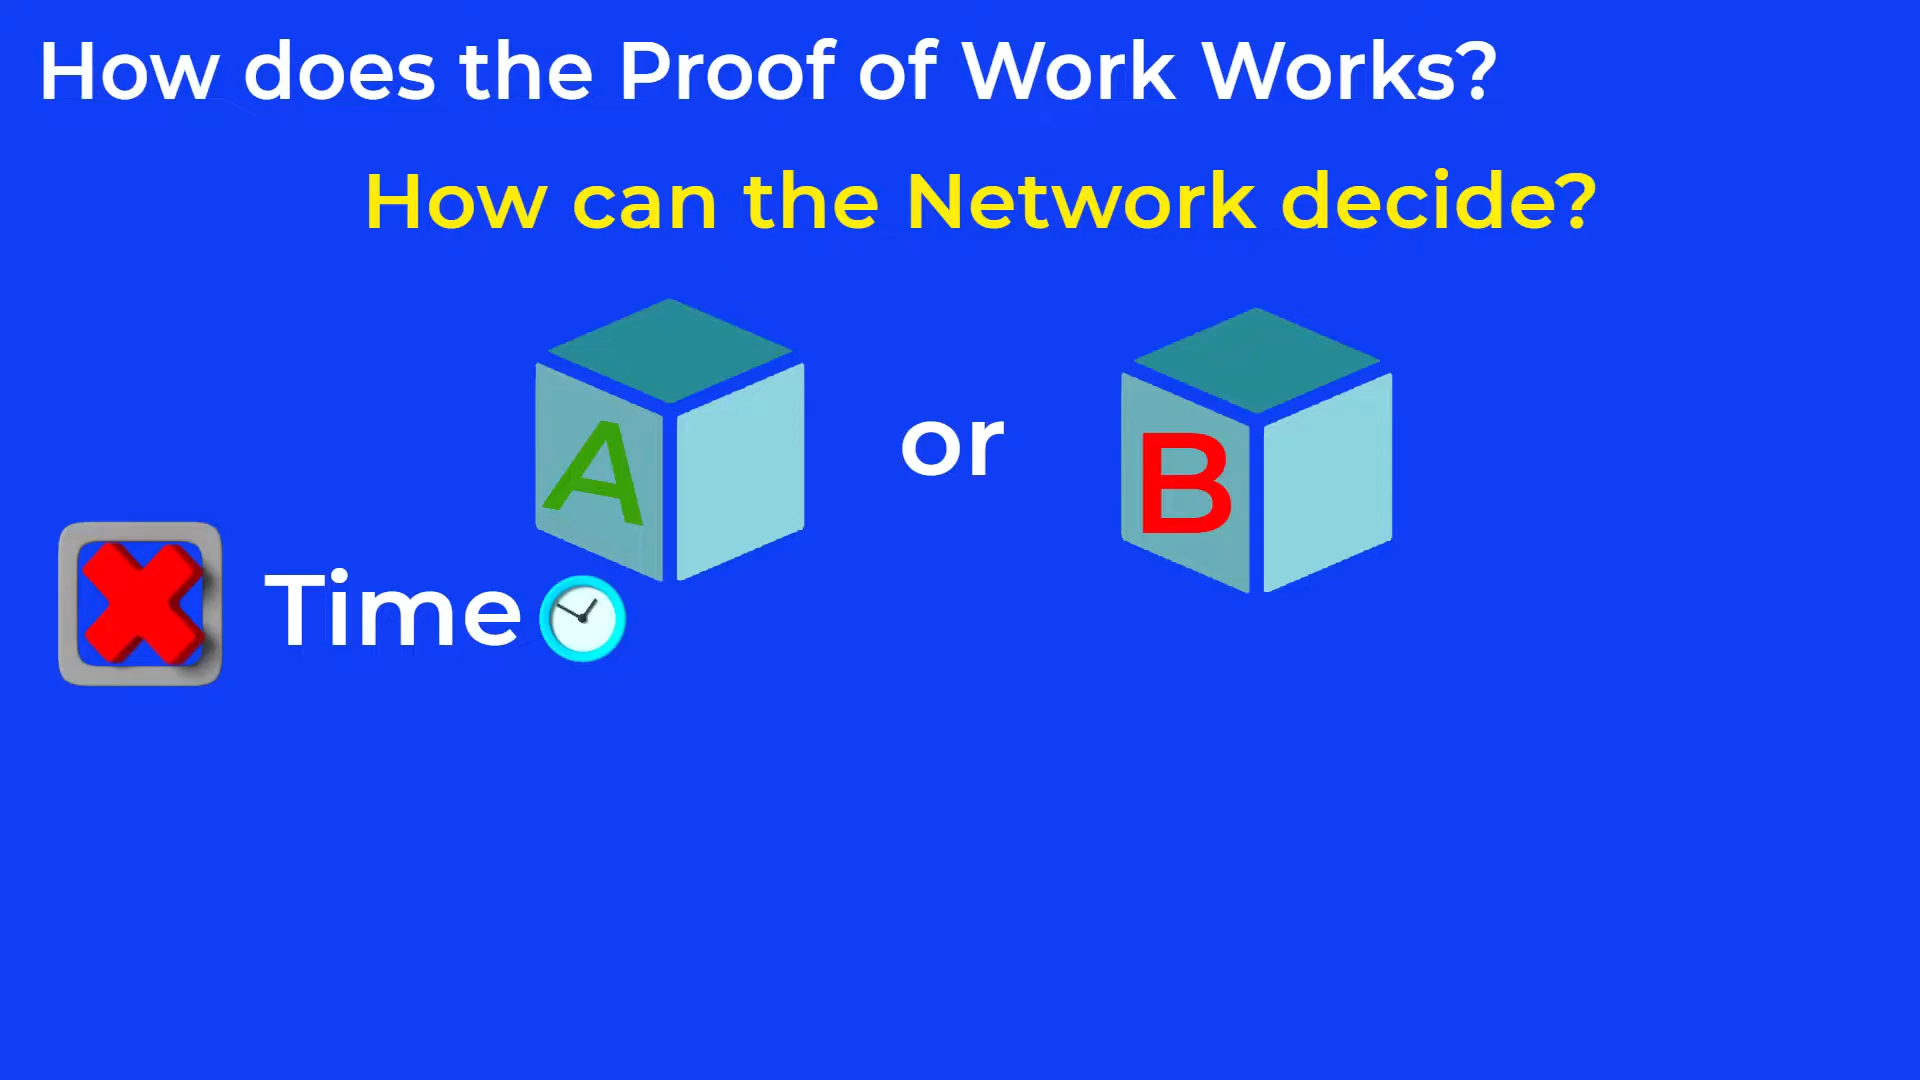 How does the Proof of Work Works?
How can the Network decide?
A or B
Time